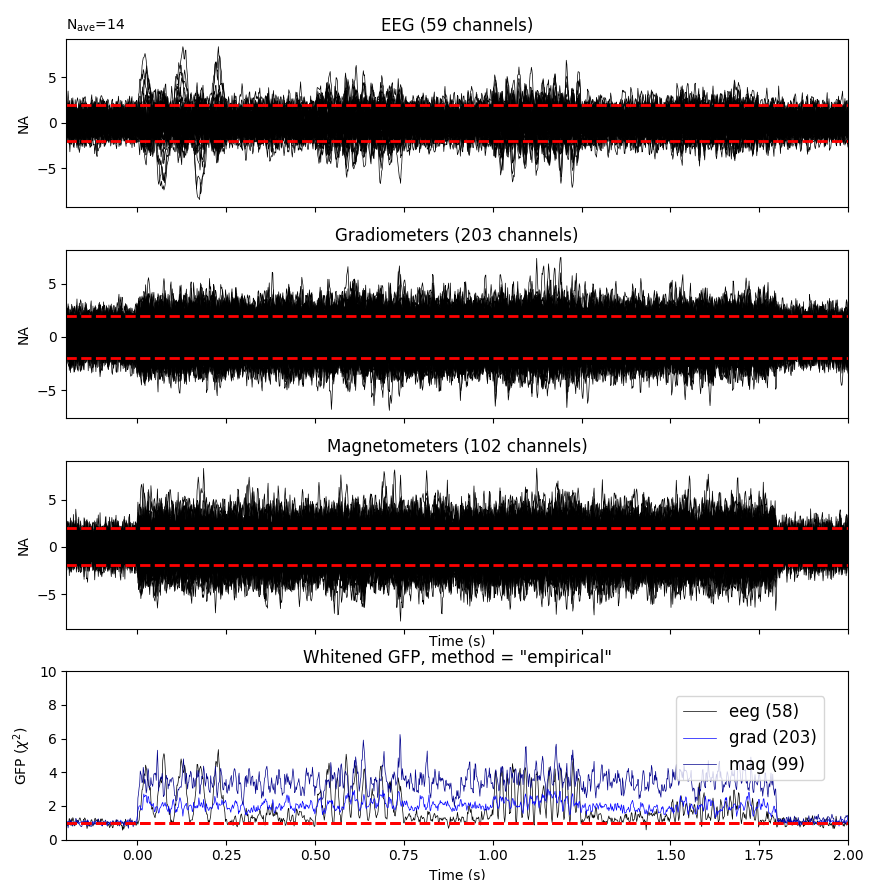 N_ave=14
EEG (59 channels)
5
0
−5
NA
Gradiometers (203 channels)
5
0
−5
NA
Magnetometers (102 channels)
5
0
−5
NA
Time (s)
Whitened GFP, method = "empirical"
10
8
6
4
2
0
GFP (χ²)
eeg (58)
grad (203)
mag (99)
0.00 0.25 0.50 0.75 1.00 1.25 1.50 1.75 2.00
Time (s)